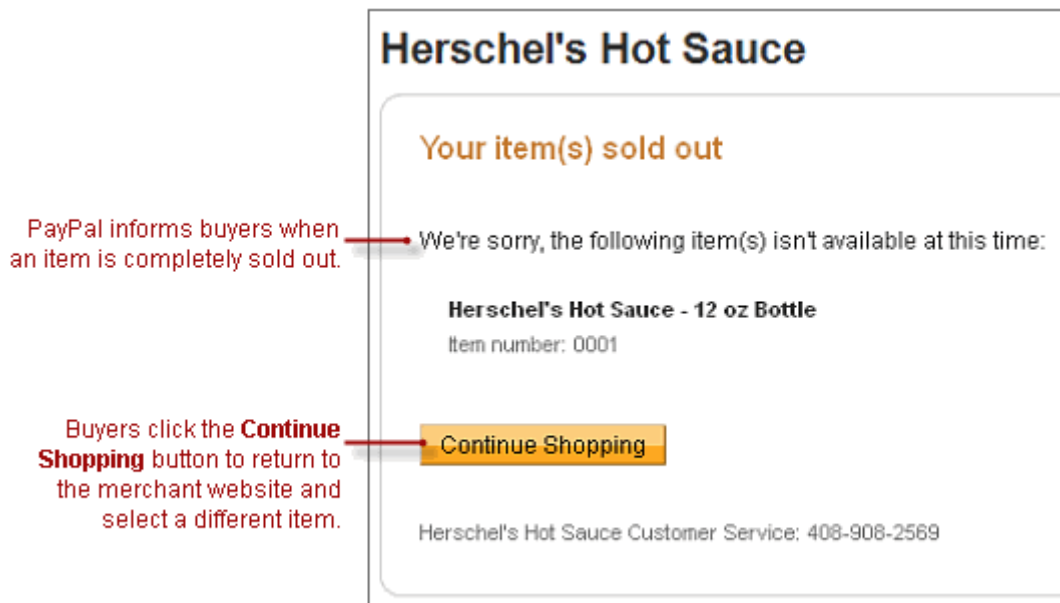 Herschel's Hot Sauce
Your item(s) sold out
PayPal informs buyers when
an item is completely sold out.
We're sorry, the following item(s) isn't available at this time:
Herschel's Hot Sauce - 12 oz Bottle
Item number: 0001
Buyers click the Continue
Shopping button to return to
the merchant website and
select a different item.
Continue Shopping
Herschel's Hot Sauce Customer Service: 408-908-2569